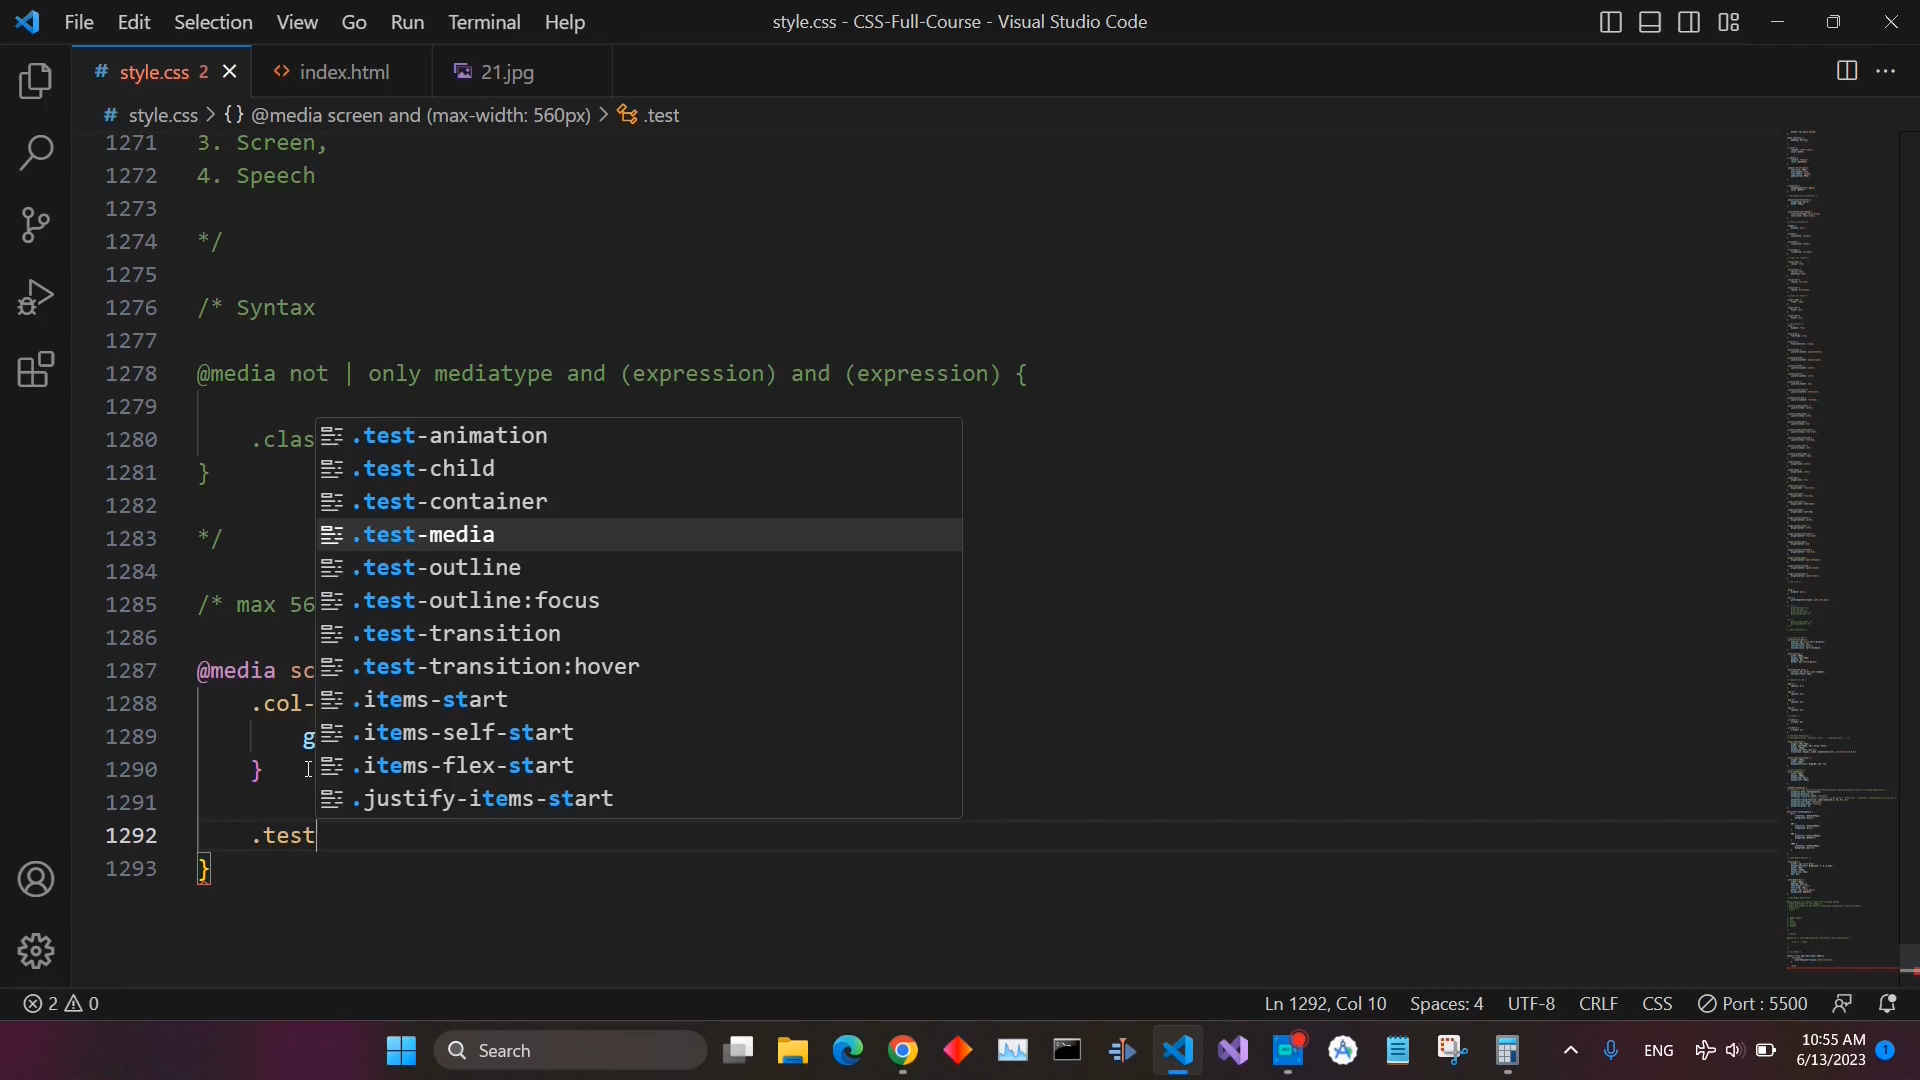 File Edit Selection View Go Run Terminal Help
style.css - CSS-Full-Course - Visual Studio Code
# style.css 2
<> index.html
21.jpg
# style.css > {} @media screen and (max-width: 560px) > .test
1271 3. Screen,
1272 4. Speech
1273
1274 */
1275
1276 /* Syntax
1277
1278 @media not | only mediatype and (expression) and (expression) {
1279
1280 .clas
1281 }
1282
1283 */
1284
1285 /* max 56
1286
1287 @media sc
1288 .col-
1289 g
1290 }
1291
1292 .test
1293 }
.test-animation
.test-child
.test-container
.test-media
.test-outline
.test-outline:focus
.test-transition
.test-transition:hover
.items-start
.items-self-start
.items-flex-start
.justify-items-start
2 0
Ln 1292, Col 10 Spaces: 4 UTF-8 CRLF CSS Port : 5500
Search
ENG
10:55 AM
6/13/2023
1